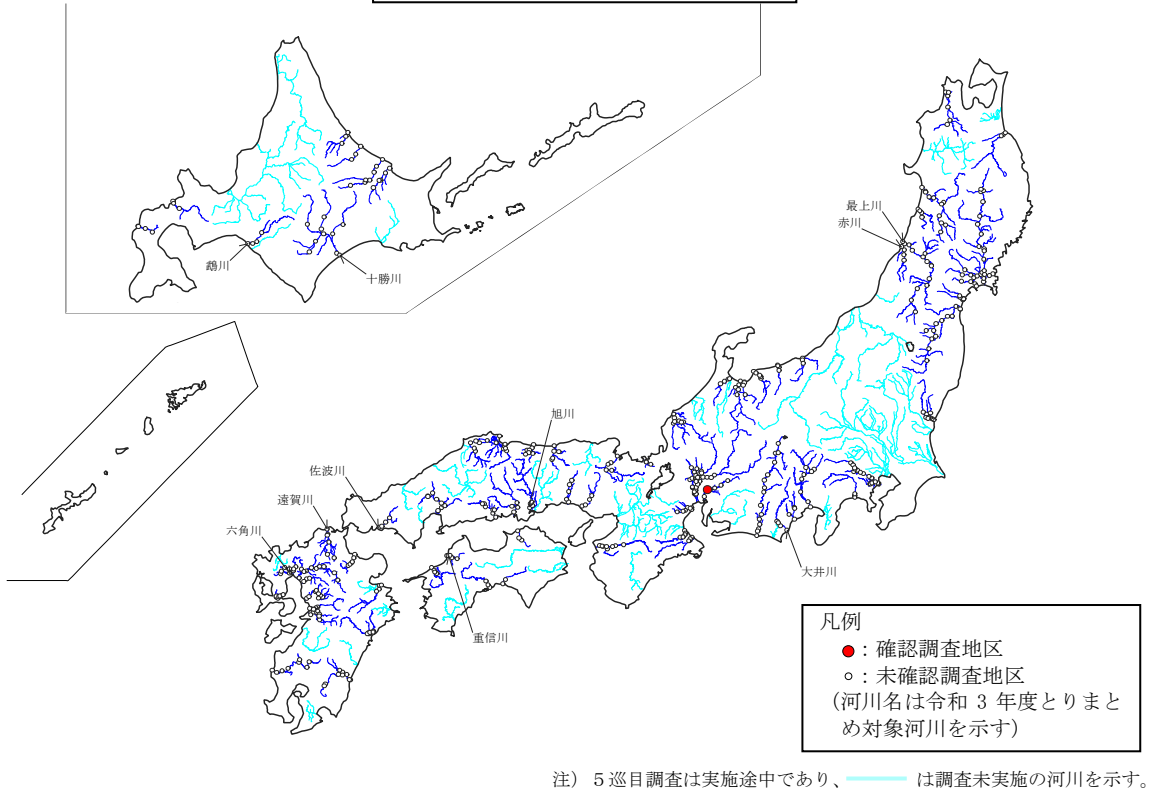 最上川
赤川
鵡川
十勝川
旭川
佐波川
遠賀川
六角川
大井川
重信川
凡例
：確認調査地区
：未確認調査地区
（河川名は令和 3 年度とりまと
め対象河川を示す）
注）５巡目調査は実施途中であり、 は調査未実施の河川を示す。